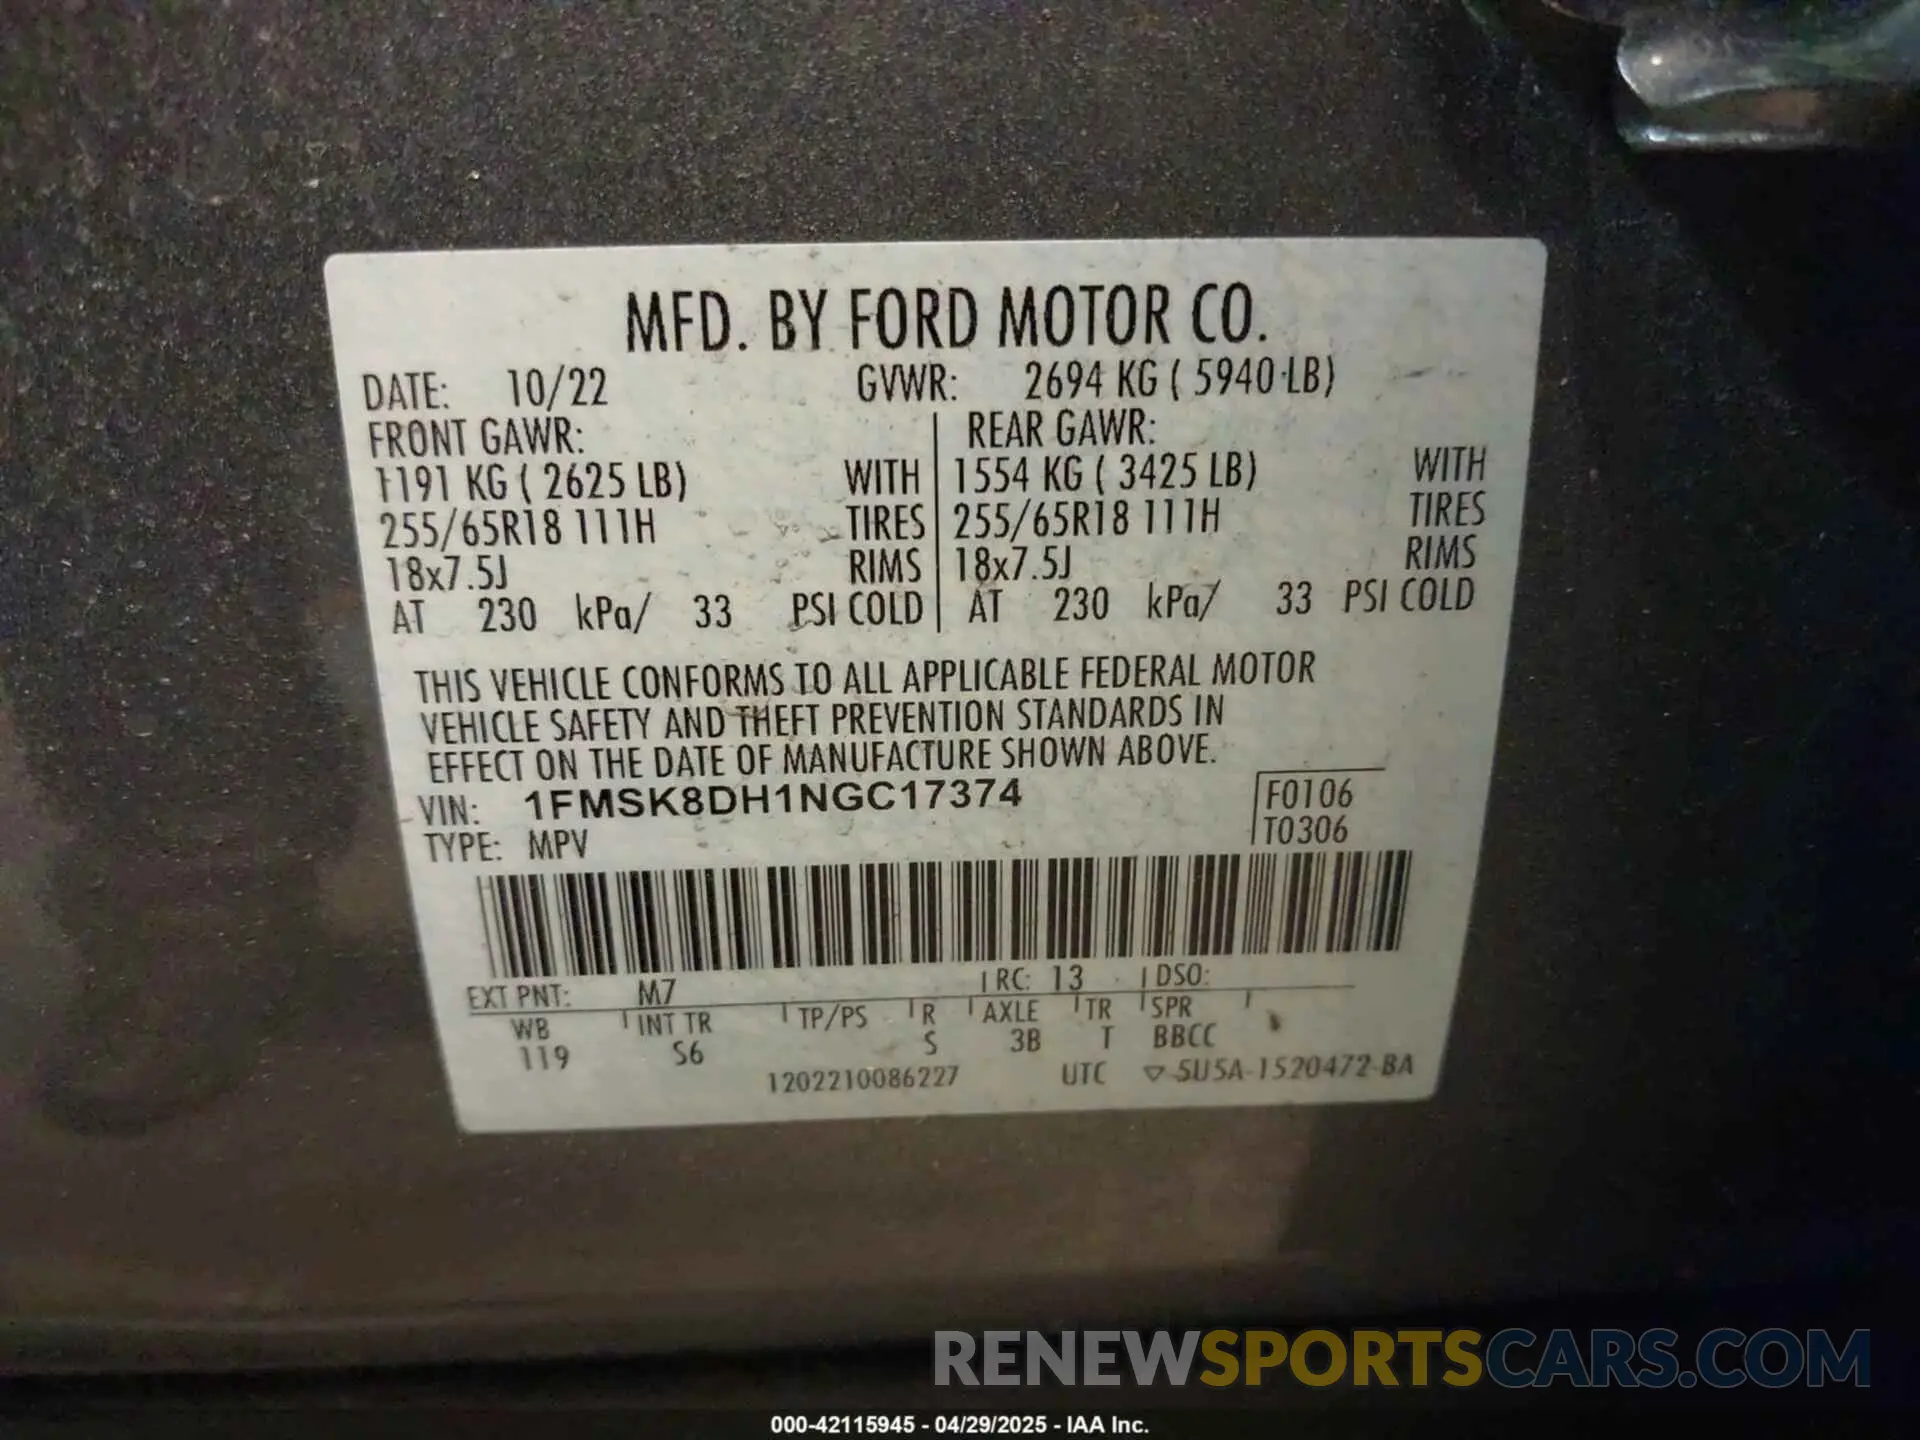 MFD. BY FORD MOTOR CO.
DATE: 10/22 GVWR: 2694 KG ( 5940 LB)
FRONT GAWR: REAR GAWR:
1191 KG ( 2625 LB) WITH 1554 KG ( 3425 LB) WITH
255/65R18 111H TIRES 255/65R18 111H TIRES
18x7.5J RIMS 18x7.5J RIMS
AT 230 kPa/ 33 PSI COLD AT 230 kPa/ 33 PSI COLD
THIS VEHICLE CONFORMS TO ALL APPLICABLE FEDERAL MOTOR
VEHICLE SAFETY AND THEFT PREVENTION STANDARDS IN
EFFECT ON THE DATE OF MANUFACTURE SHOWN ABOVE.
VIN: 1FMSK8DH1NGC17374 F0106
TYPE: MPV T0306
EXT PNT: M7 RC: 13 DSO:
WB INT TR TP/PS R AXLE TR SPR
119 S6 S 3B T BBCC
1202210086227 UTC ▽ 5U5A-1520472-BA
RENEWSPORTSCARS.COM
000-42115945 - 04/29/2025 - IAA Inc.